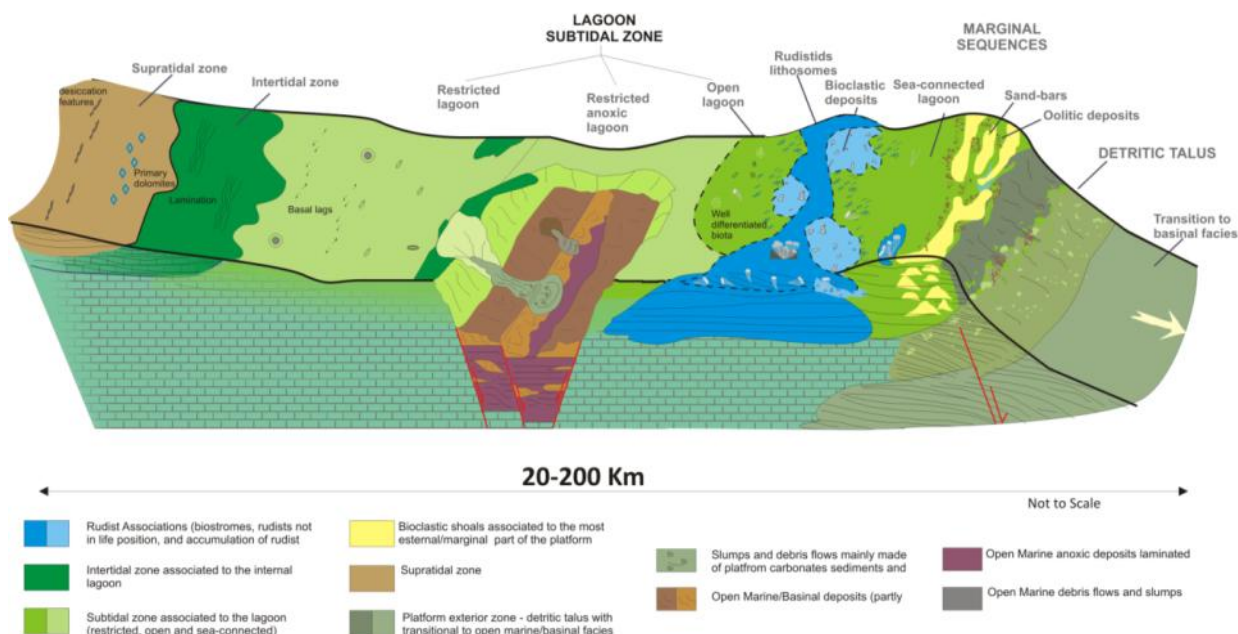 LAGOON
SUBTIDAL ZONE
MARGINAL
SEQUENCES
Supratidal zone
Intertidal zone
Restricted
lagoon
Restricted
anoxic
lagoon
Open
lagoon
Rudistids
lithosomes
Bioclastic
deposits
Sea-connected
lagoon
Sand-bars
Oolitic deposits
DETRITIC TALUS
Transition to
basinal facies
desiccation
features
Primary
dolomites
Lamination
Basal lags
Well
differentiated
biota
20-200 Km
Not to Scale
Rudist Associations (biostromes, rudists not
in life position, and accumulation of rudist
Intertidal zone associated to the internal
lagoon
Subtidal zone associated to the lagoon
(restricted, open and sea-connected)
Bioclastic shoals associated to the most
esternal/marginal part of the platform
Supratidal zone
Platform exterior zone - detritic talus with
transitional to open marine/basinal facies
Slumps and debris flows mainly made
of platfrom carbonates sediments and
Open Marine/Basinal deposits (partly
Open Marine anoxic deposits laminated
Open Marine debris flows and slumps